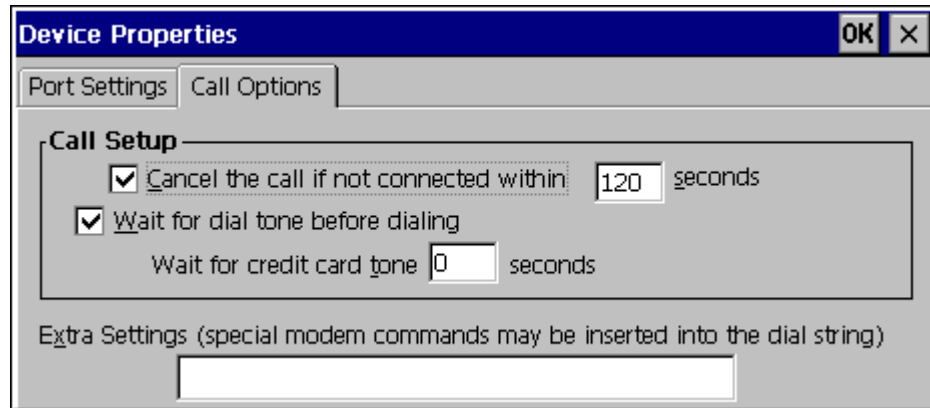 Device Properties OK ×
Port Settings Call Options
Call Setup
Cancel the call if not connected within 120 seconds
Wait for dial tone before dialing
Wait for credit card tone 0 seconds
Extra Settings (special modem commands may be inserted into the dial string)